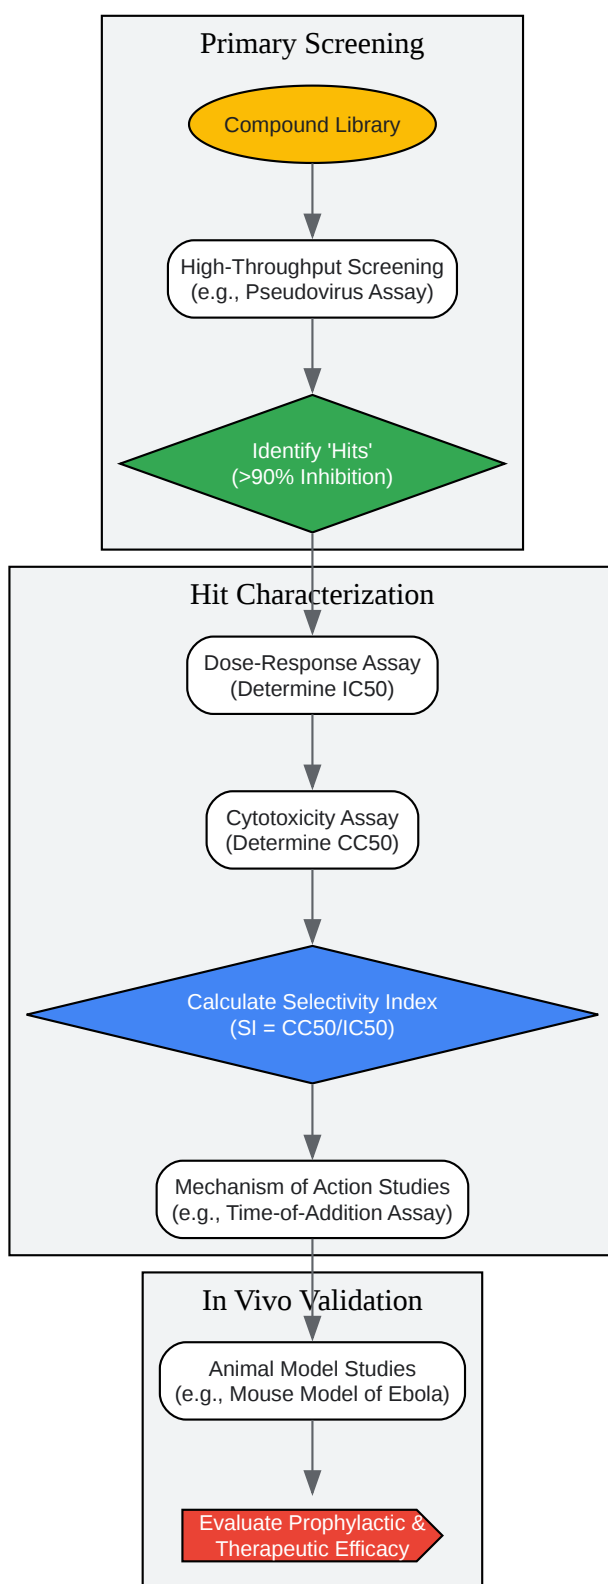 Primary Screening
Compound Library
High-Throughput Screening
(e.g., Pseudovirus Assay)
Identify 'Hits'
(>90% Inhibition)
Hit Characterization
Dose-Response Assay
(Determine IC50)
Cytotoxicity Assay
(Determine CC50)
Calculate Selectivity Index
(SI = CC50/IC50)
Mechanism of Action Studies
(e.g., Time-of-Addition Assay)
In Vivo Validation
Animal Model Studies
(e.g., Mouse Model of Ebola)
Evaluate Prophylactic &
Therapeutic Efficacy